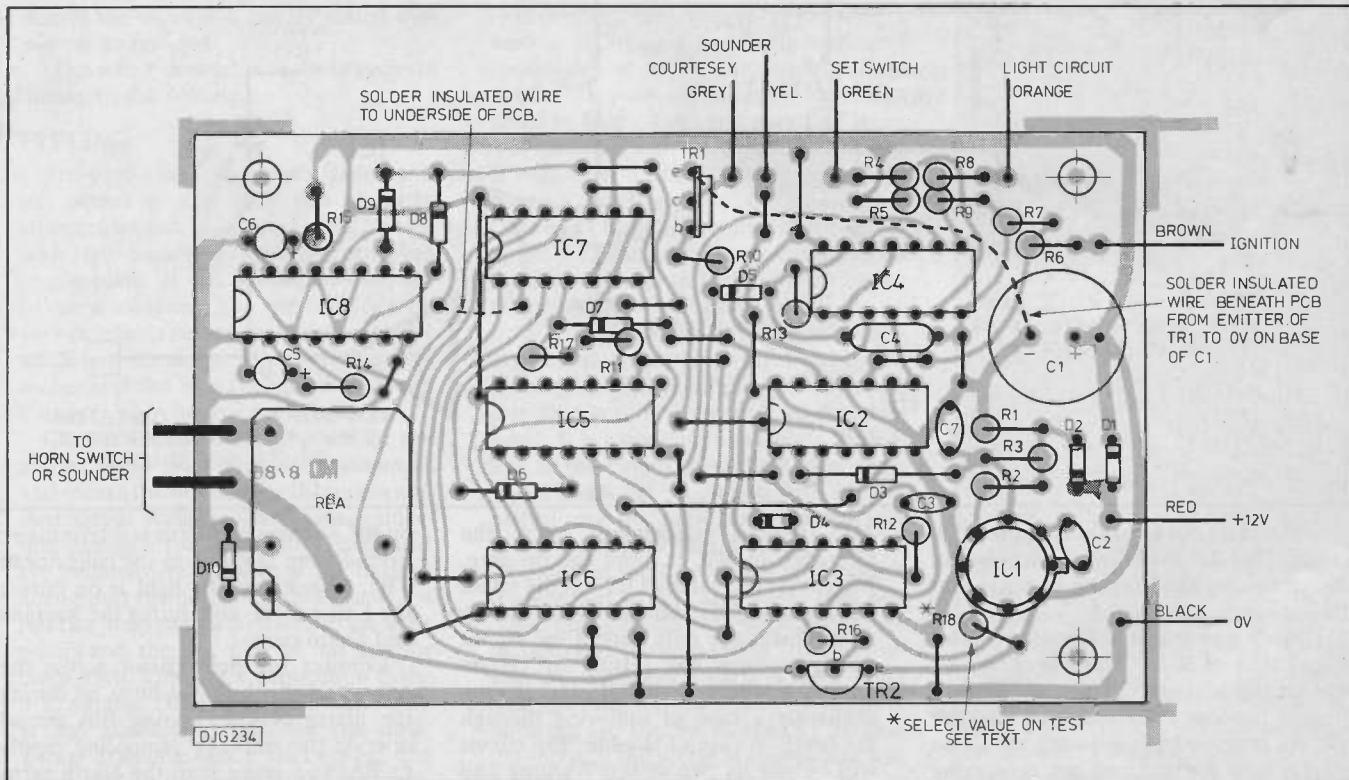 SOUNDER
COURTESEY
GREY
YEL.
SET SWITCH
GREEN
LIGHT CIRCUIT
ORANGE
SOLDER INSULATED WIRE
TO UNDERSIDE OF PCB.
TR1
e
c
b
R4
R8
R5
R9
R7
R6
BROWN
IGNITION
C6
+
R15
D9
D8
IC7
R10
D5
IC4
IC8
SOLDER INSULATED
WIRE BENEATH PCB
FROM EMITTER OF
TR1 TO 0V ON BASE
OF C1.
D7
R17
R11
R13
C4
- +
C1
C5
+
R14
IC5
IC2
C7
R1
R3
R2
D2
D1
TO
HORN SWITCH
OR SOUNDER
RLA
1
D6
D3
C3
D4
R12
RED
+12V
D10
IC6
IC3
IC1
C2
*
R18
BLACK
0V
R16
c
b
e
TR2
DJG234
*SELECT VALUE ON TEST
SEE TEXT.